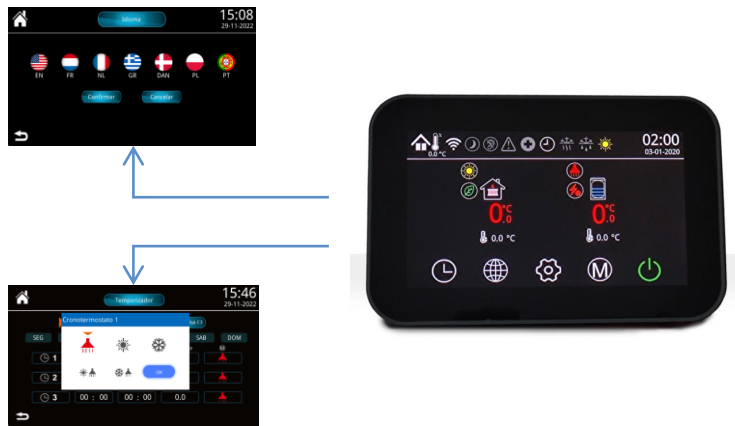 Idioma
15:08
29-11-2022
EN FR NL GR DAN PL PT
Confirmar Cancelar
02:00
03-01-2020
0.0 °C
0.0 °C 0.0 °C
0.0 °C 0.0 °C
M
Temporizador
15:46
29-11-2022
Cronotermostato 1
SEG SAB DOM
OK
1
2
3 00 : 00 00 : 00 0.0